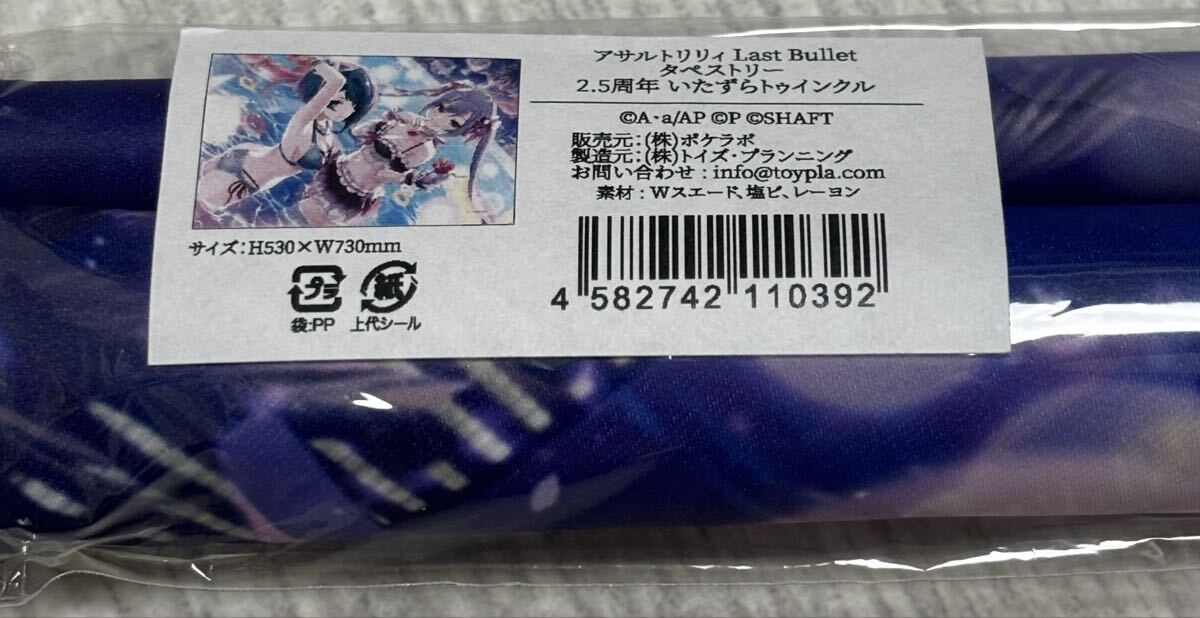 アサルトリリィ Last Bullet
タペストリー
2.5周年 いたずらトゥインクル
©A・a/AP ©P ©SHAFT
販売元：(株)ポケラボ
製造元：(株)トイズ・プランニング
お問い合わせ：info@toypla.com
素材：Wスエード、塩ビ、レーヨン
サイズ：H530×W730mm
プラ
紙
袋:PP 上代シール
4 582742 110392